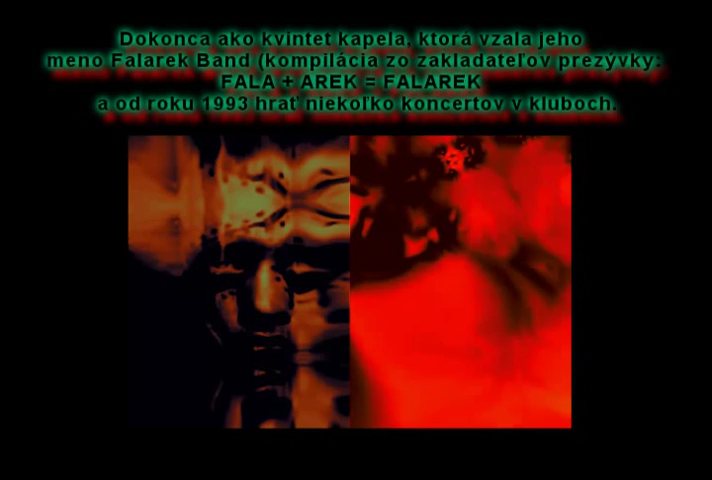 Dokonca ako kvintet kapela, ktorá vzala jeho
meno Falarek Band (kompilácia zo zakladateľov prezývky:
FALA + AREK = FALAREK
a od roku 1993 hrať niekoľko koncertov v kluboch.